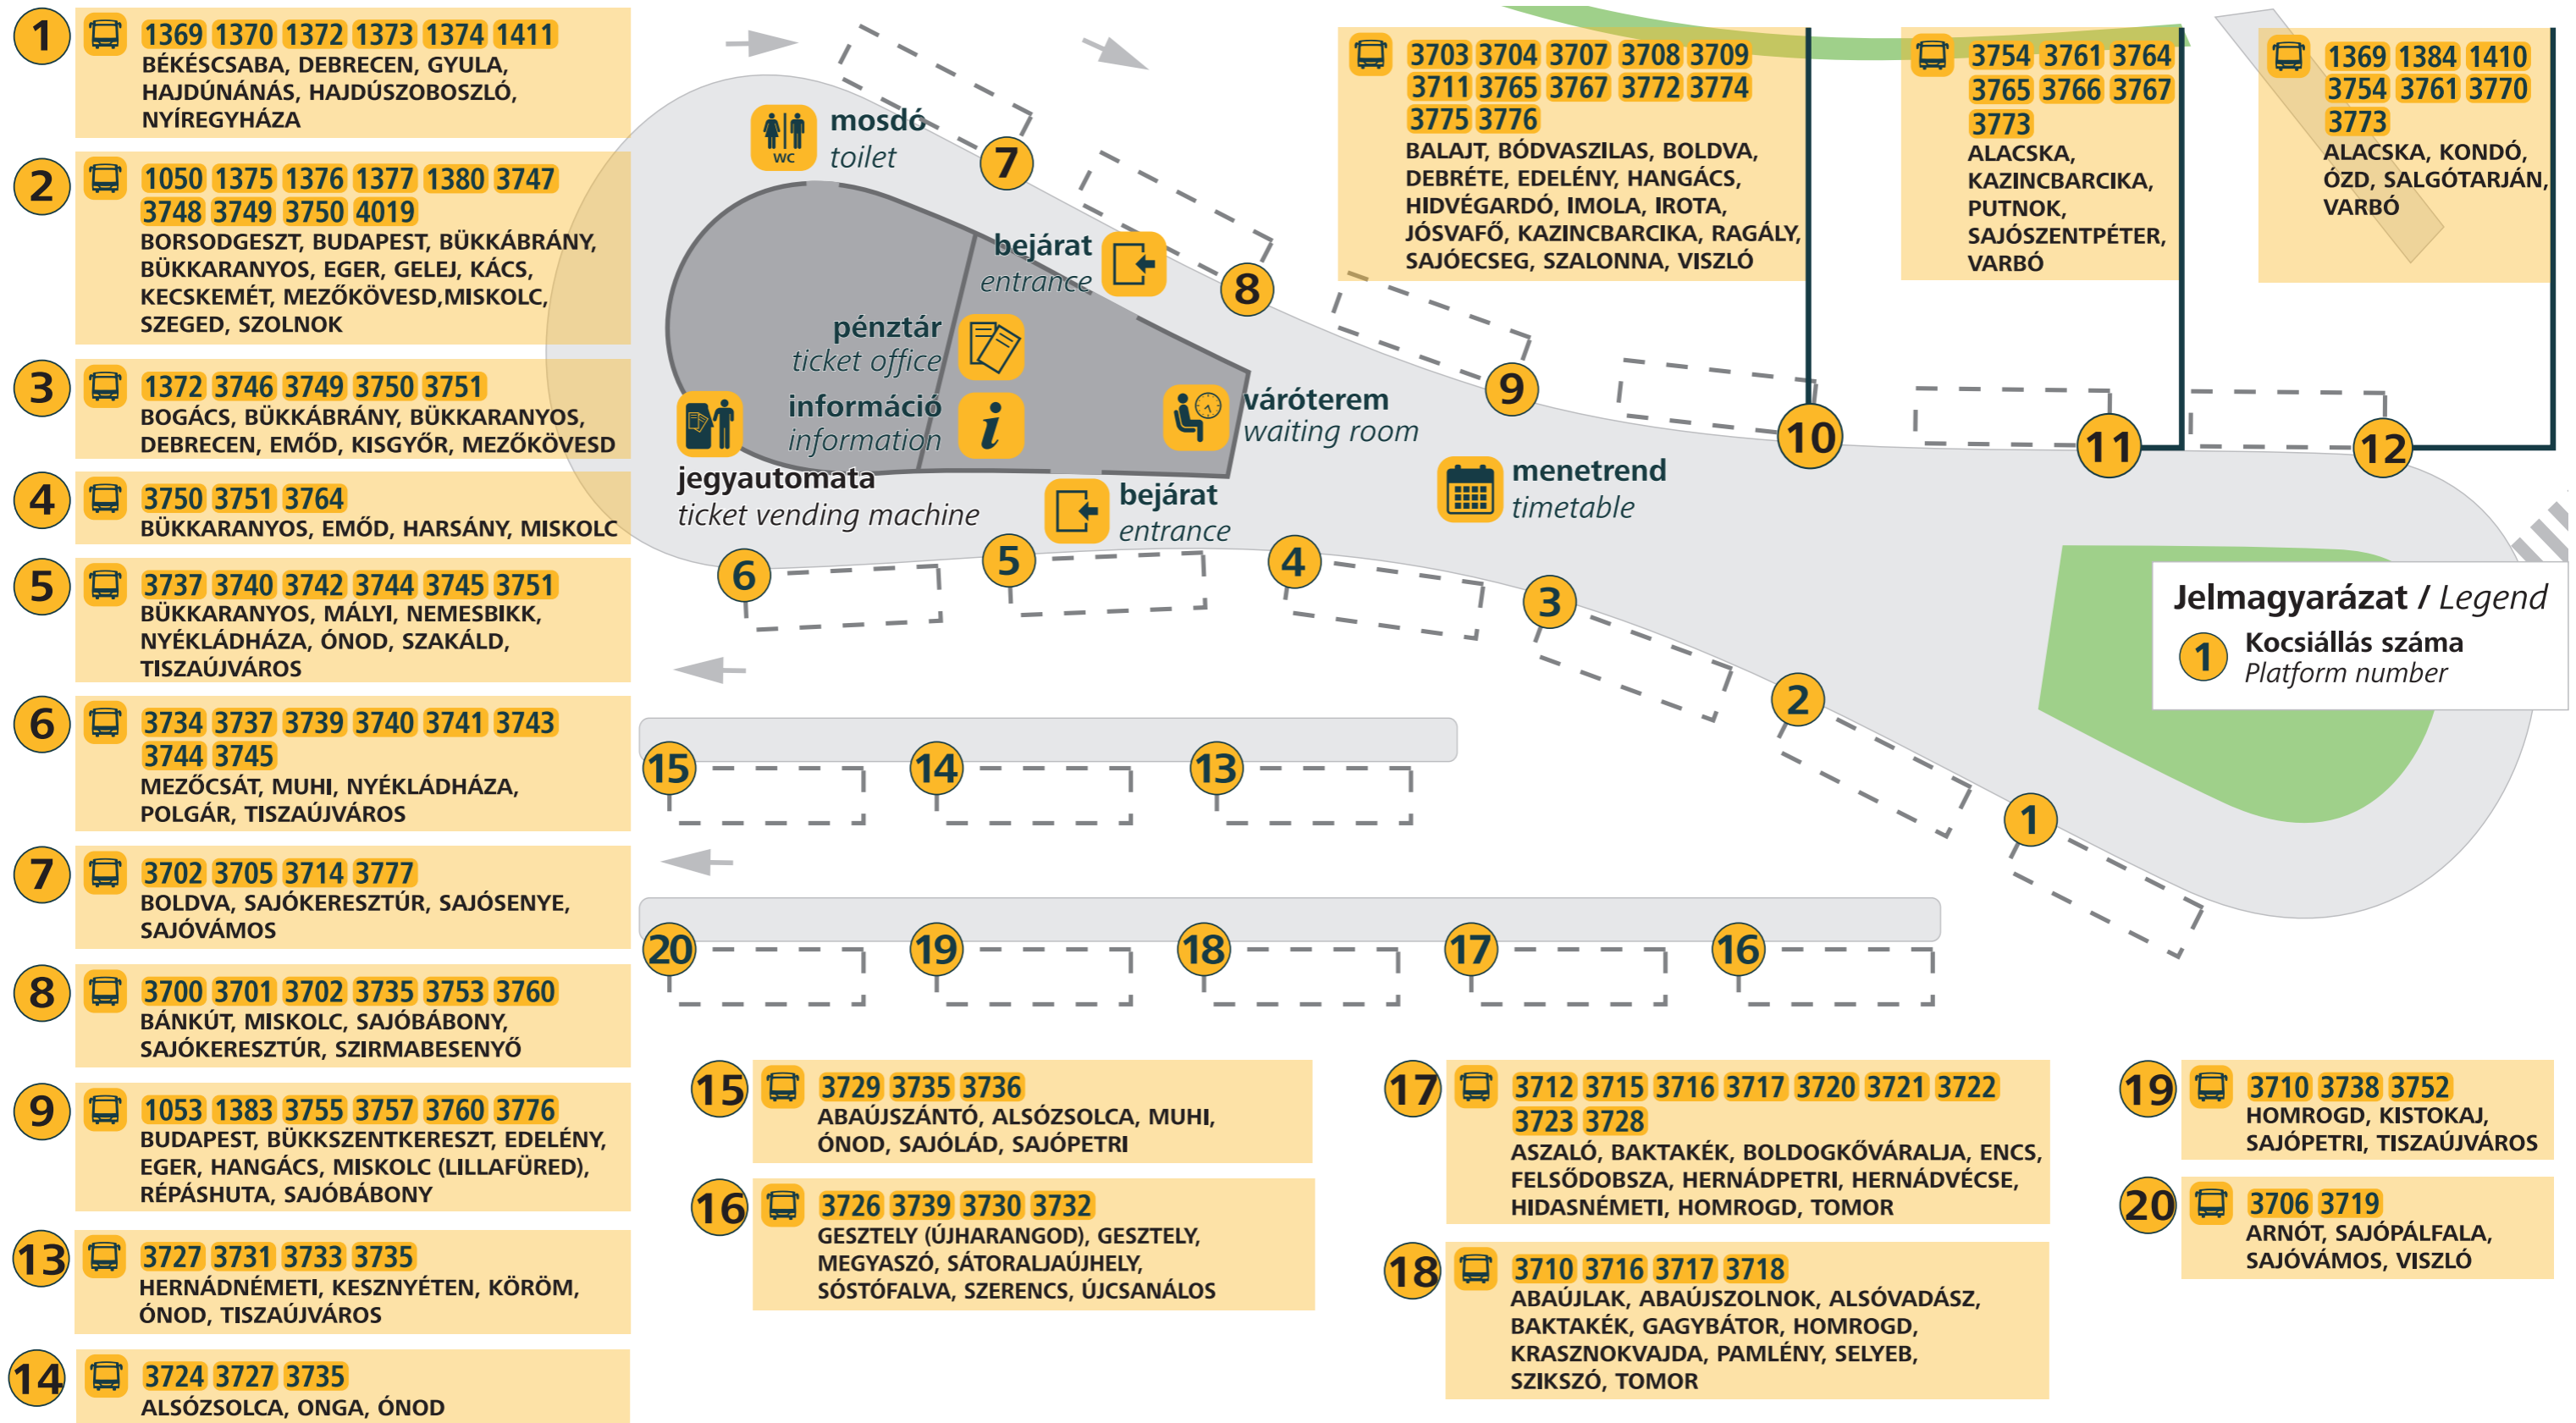 1
1369 1370 1372 1373 1374 1411
BÉKÉSCSABA, DEBRECEN, GYULA,
HAJDÚNÁNÁS, HAJDÚSZOBOSZLÓ,
NYÍREGYHÁZA
2
1050 1375 1376 1377 1380 3747
3748 3749 3750 4019
BORSODGESZT, BUDAPEST, BÜKKÁBRÁNY,
BÜKKARANYOS, EGER, GELEJ, KÁCS,
KECSKEMÉT, MEZŐKÖVESD,MISKOLC,
SZEGED, SZOLNOK
3
1372 3746 3749 3750 3751
BOGÁCS, BÜKKÁBRÁNY, BÜKKARANYOS,
DEBRECEN, EMŐD, KISGYŐR, MEZŐKÖVESD
4
3750 3751 3764
BÜKKARANYOS, EMŐD, HARSÁNY, MISKOLC
5
3737 3740 3742 3744 3745 3751
BÜKKARANYOS, MÁLYI, NEMESBIKK,
NYÉKLÁDHÁZA, ÓNOD, SZAKÁLD,
TISZAÚJVÁROS
6
3734 3737 3739 3740 3741 3743
3744 3745
MEZŐCSÁT, MUHI, NYÉKLÁDHÁZA,
POLGÁR, TISZAÚJVÁROS
7
3702 3705 3714 3777
BOLDVA, SAJÓKERESZTÚR, SAJÓSENYE,
SAJÓVÁMOS
8
3700 3701 3702 3735 3753 3760
BÁNKÚT, MISKOLC, SAJÓBÁBONY,
SAJÓKERESZTÚR, SZIRMABESENYŐ
9
1053 1383 3755 3757 3760 3776
BUDAPEST, BÜKKSZENTKERESZT, EDELÉNY,
EGER, HANGÁCS, MISKOLC (LILLAFÜRED),
RÉPÁSHUTA, SAJÓBÁBONY
13
3727 3731 3733 3735
HERNÁDNÉMETI, KESZNYÉTEN, KÖRÖM,
ÓNOD, TISZAÚJVÁROS
14
3724 3727 3735
ALSÓZSOLCA, ONGA, ÓNOD
3703 3704 3707 3708 3709
3711 3765 3767 3772 3774
3775 3776
BALAJT, BÓDVASZILAS, BOLDVA,
DEBRÉTE, EDELÉNY, HANGÁCS,
HIDVÉGARDÓ, IMOLA, IROTA,
JÓSVAFŐ, KAZINCBARCIKA, RAGÁLY,
SAJÓECSEG, SZALONNA, VISZLÓ
3754 3761 3764
3765 3766 3767
3773
ALACSKA,
KAZINCBARCIKA,
PUTNOK,
SAJÓSZENTPÉTER,
VARBÓ
1369 1384 1410
3754 3761 3770
3773
ALACSKA, KONDÓ,
ÓZD, SALGÓTARJÁN,
VARBÓ
WC
mosdó
toilet
7
bejárat
entrance
8
pénztár
ticket office
9
információ
information
váróterem
waiting room
10
11
12
jegyautomata
ticket vending machine
menetrend
timetable
bejárat
entrance
6
5
4
3
2
1
Jelmagyarázat / Legend
1
Kocsiállás száma
Platform number
15
14
13
20
19
18
17
16
15
3729 3735 3736
ABAÚJSZÁNTÓ, ALSÓZSOLCA, MUHI,
ÓNOD, SAJÓLÁD, SAJÓPETRI
16
3726 3739 3730 3732
GESZTELY (ÚJHARANGOD), GESZTELY,
MEGYASZÓ, SÁTORALJAÚJHELY,
SÓSTÓFALVA, SZERENCS, ÚJCSANÁLOS
17
3712 3715 3716 3717 3720 3721 3722
3723 3728
ASZALÓ, BAKTAKÉK, BOLDOGKŐVÁRALJA, ENCS,
FELSŐDOBSZA, HERNÁDPETRI, HERNÁDVÉCSE,
HIDASNÉMETI, HOMROGD, TOMOR
18
3710 3716 3717 3718
ABAÚJLAK, ABAÚJSZOLNOK, ALSÓVADÁSZ,
BAKTAKÉK, GAGYBÁTOR, HOMROGD,
KRASZNOKVAJDA, PAMLÉNY, SELYEB,
SZIKSZÓ, TOMOR
19
3710 3738 3752
HOMROGD, KISTOKAJ,
SAJÓPETRI, TISZAÚJVÁROS
20
3706 3719
ARNÓT, SAJÓPÁLFALA,
SAJÓVÁMOS, VISZLÓ